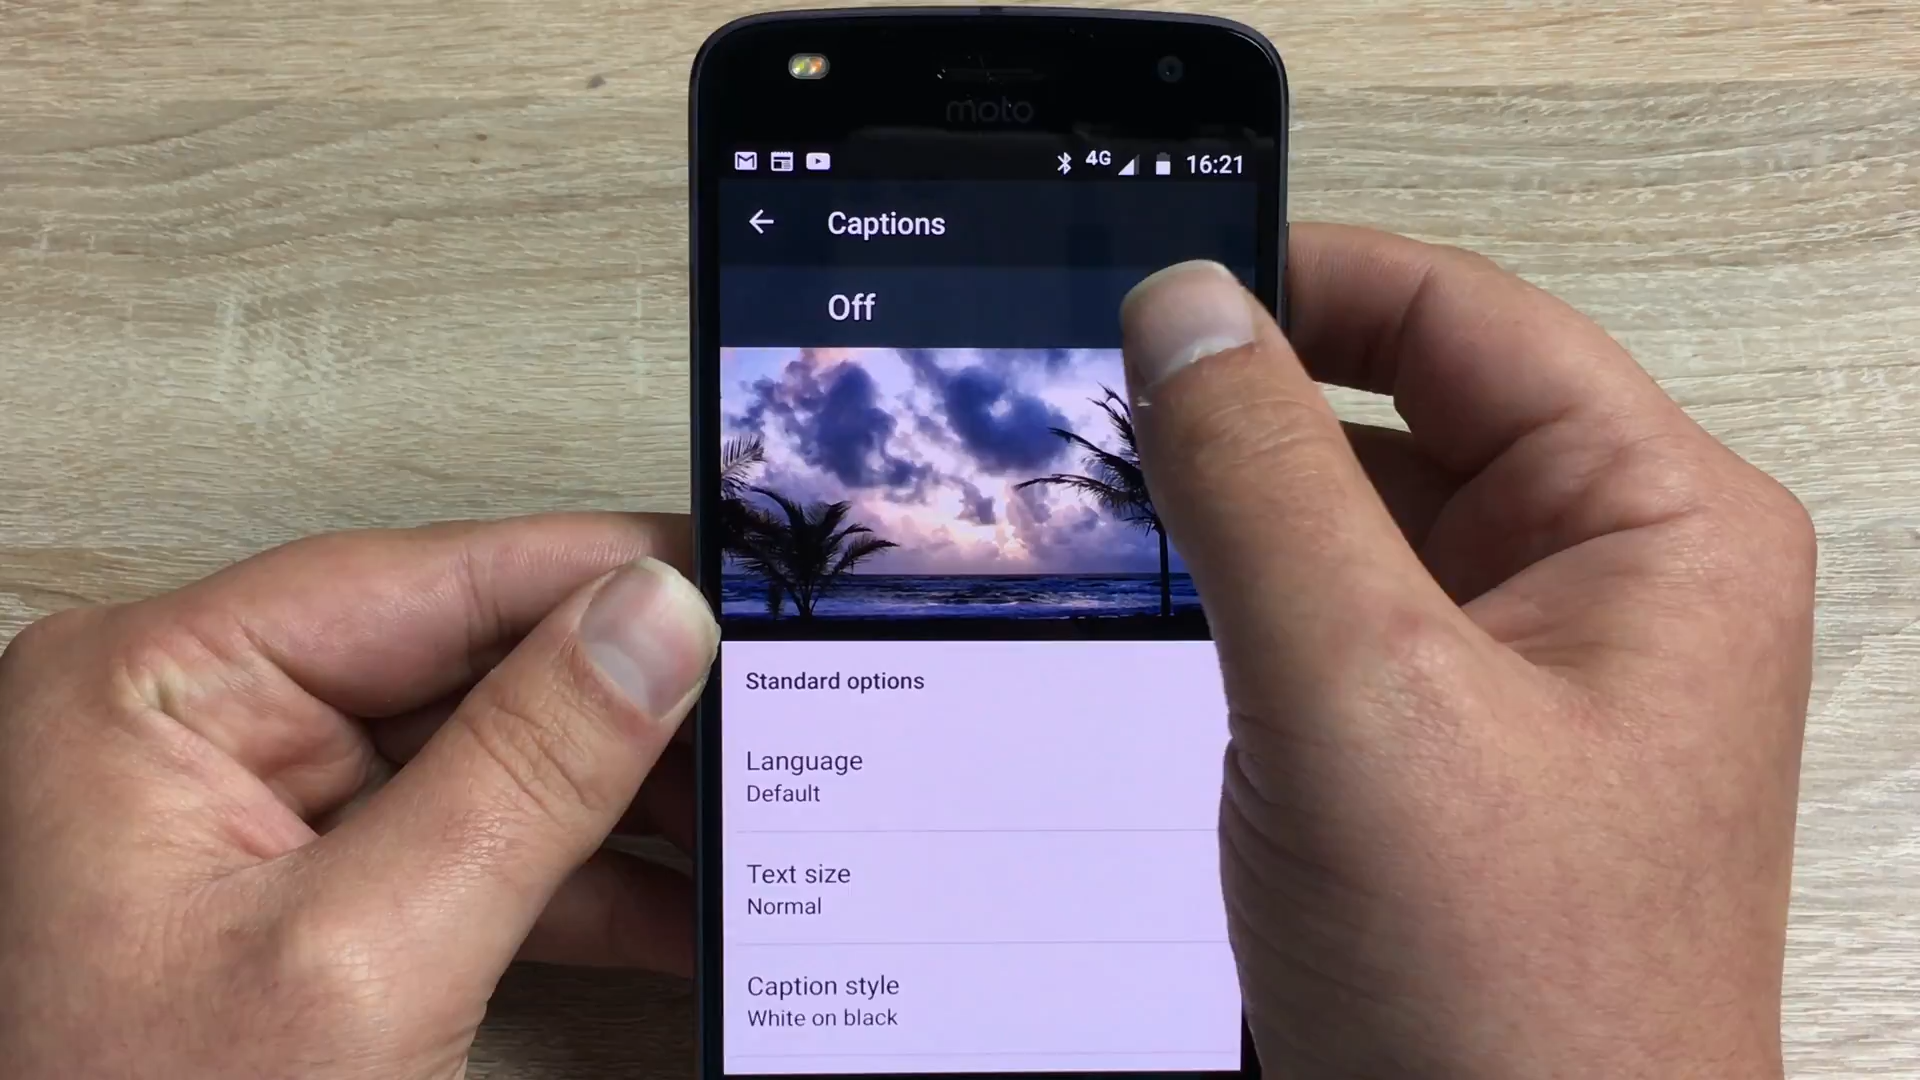 moto
4G 16:21
Captions
Off
Standard options
Language
Default
Text size
Normal
Caption style
White on black